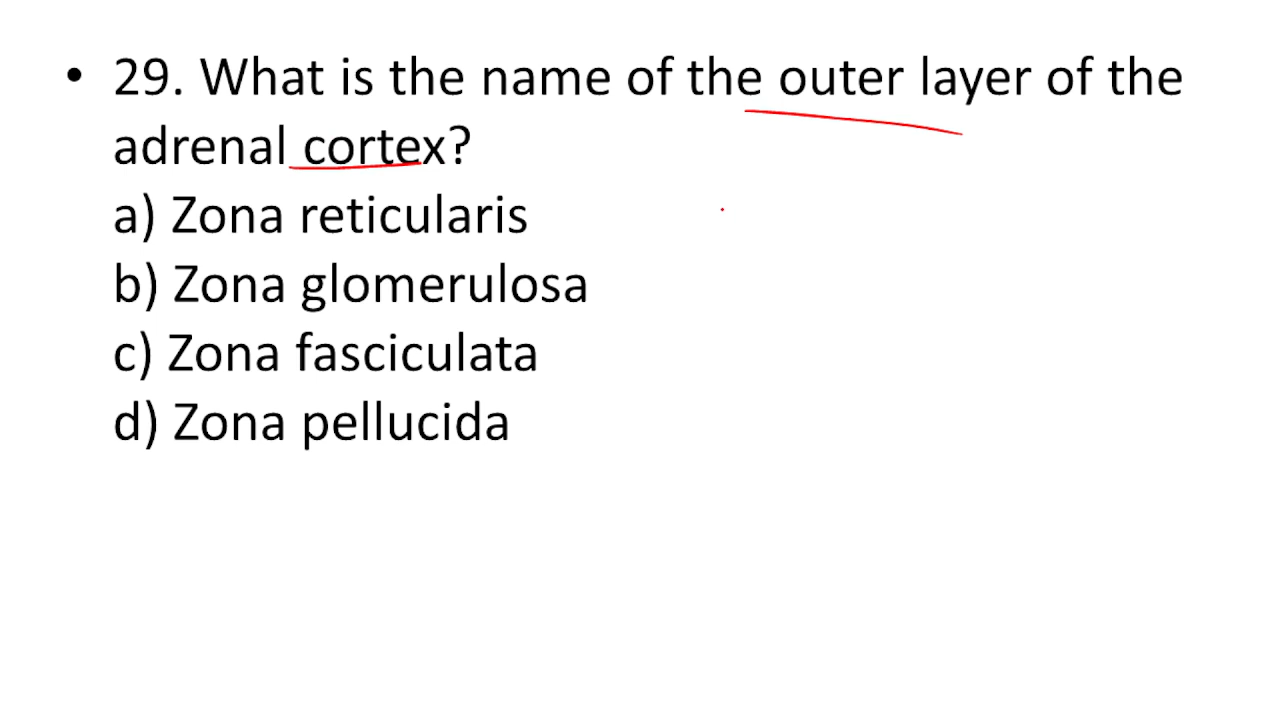 • 29. What is the name of the outer layer of the
adrenal cortex?
a) Zona reticularis
b) Zona glomerulosa
c) Zona fasciculata
d) Zona pellucida